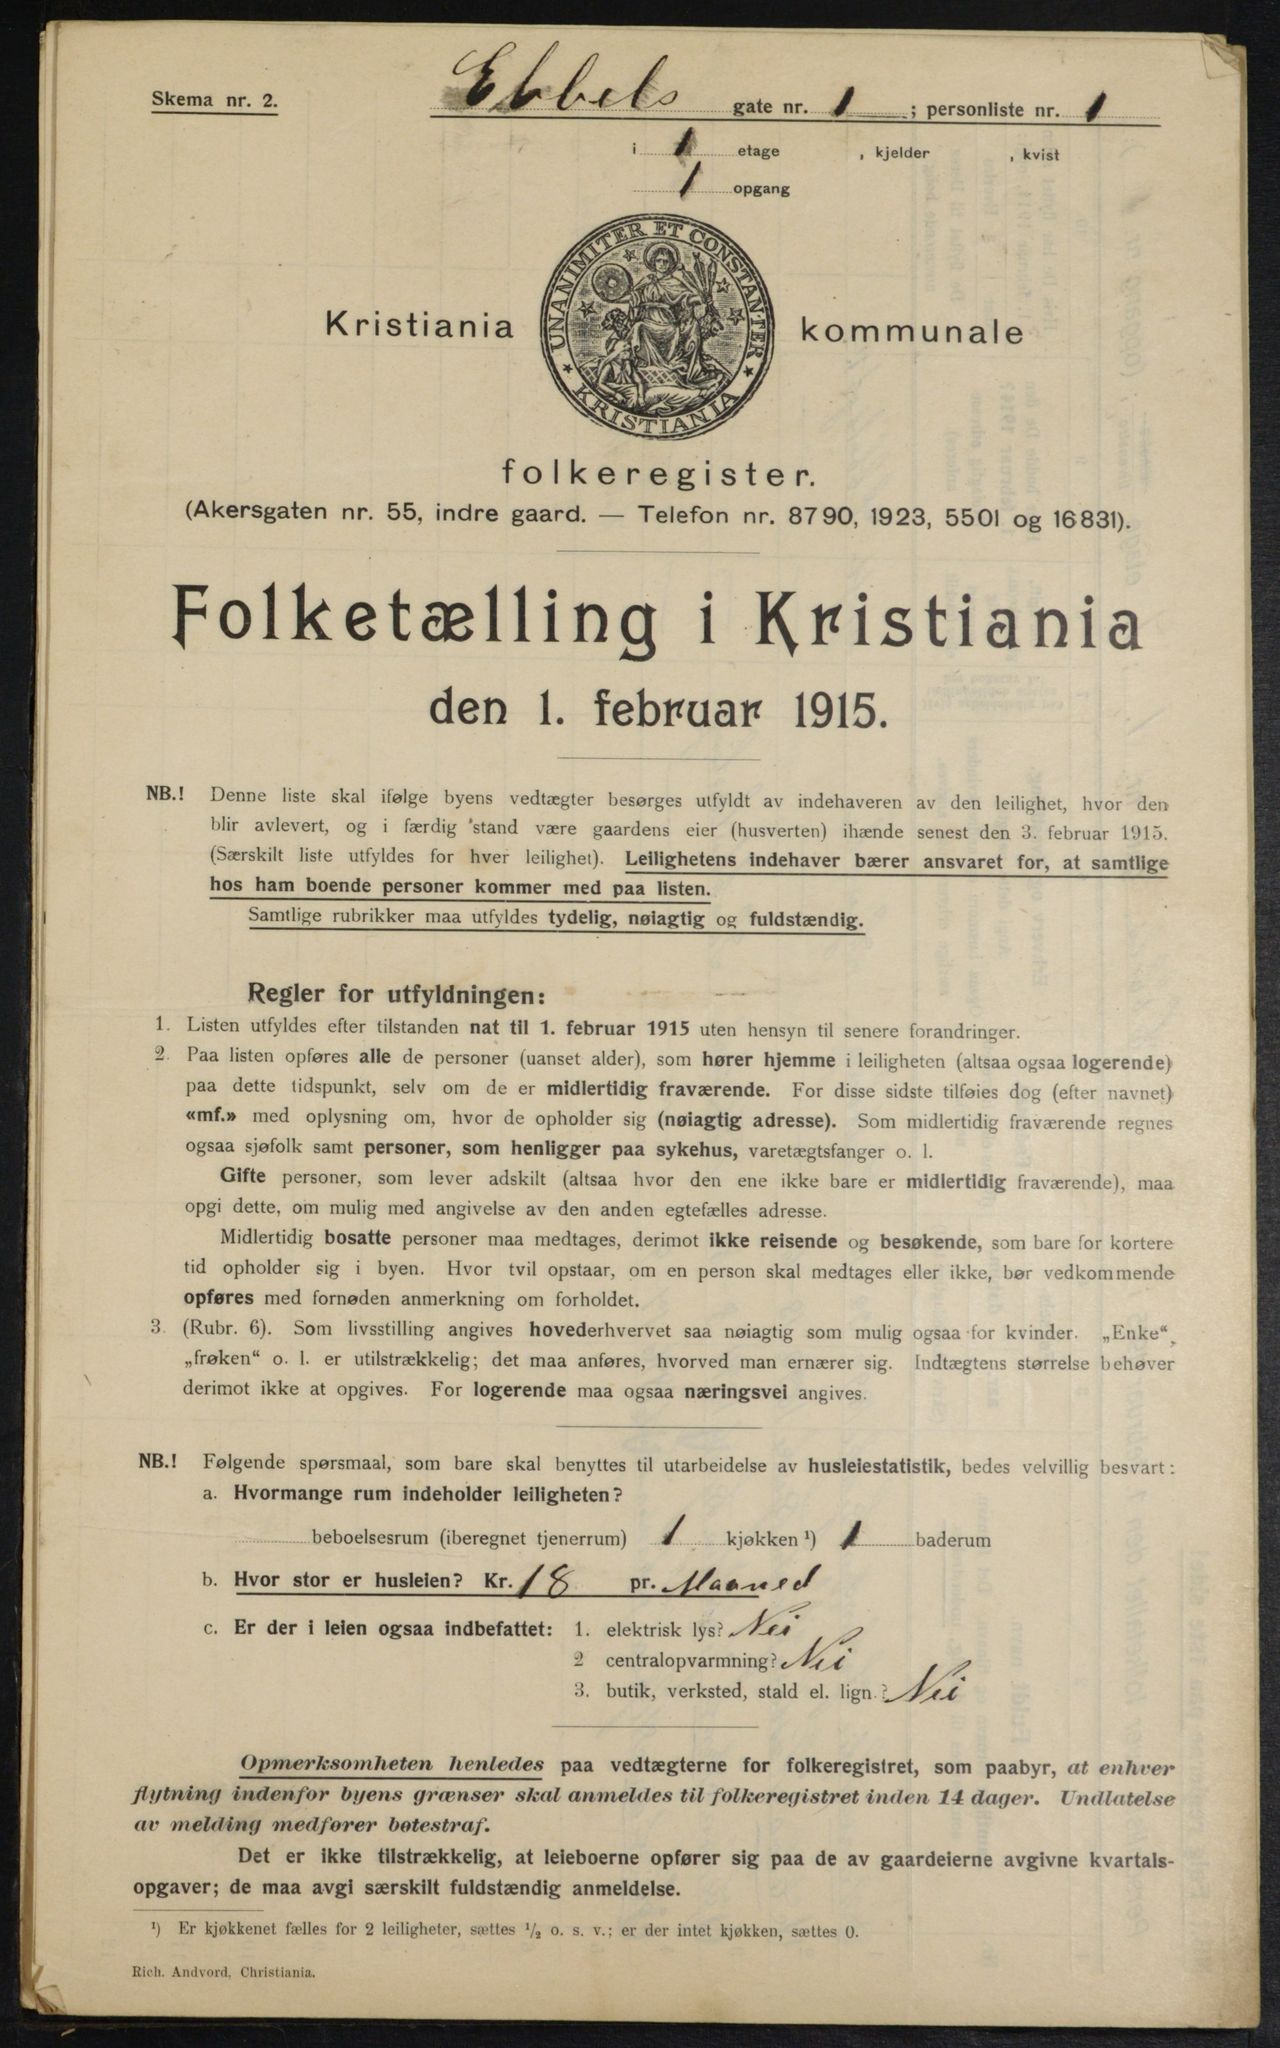 Skema nr. 2.
Ebbels gate nr. 1 ; personliste nr. 1
i 1 etage , kjelder , kvist
1 opgang
UNANIMITER ET CONSTANTER
KRISTIANIA
Kristiania kommunale
folkeregister.
(Akersgaten nr. 55, indre gaard. — Telefon nr. 8790, 1923, 5501 og 16831).
Folketælling i Kristiania
den 1. februar 1915.
NB.! Denne liste skal ifølge byens vedtægter besørges utfyldt av indehaveren av den leilighet, hvor den
blir avlevert, og i færdig stand være gaardens eier (husverten) ihænde senest den 3. februar 1915.
(Særskilt liste utfyldes for hver leilighet). Leilighetens indehaver bærer ansvaret for, at samtlige
hos ham boende personer kommer med paa listen.
Samtlige rubrikker maa utfyldes tydelig, nøiagtig og fuldstændig.
Regler for utfyldningen:
1. Listen utfyldes efter tilstanden nat til 1. februar 1915 uten hensyn til senere forandringer.
2. Paa listen opføres alle de personer (uanset alder), som hører hjemme i leiligheten (altsaa ogsaa logerende)
paa dette tidspunkt, selv om de er midlertidig fraværende. For disse sidste tilføies dog (efter navnet)
«mf.» med oplysning om, hvor de opholder sig (nøiagtig adresse). Som midlertidig fraværende regnes
ogsaa sjøfolk samt personer, som henligger paa sykehus, varetægtsfanger o. l.
Gifte personer, som lever adskilt (altsaa hvor den ene ikke bare er midlertidig fraværende), maa
opgi dette, om mulig med angivelse av den anden egtefælles adresse.
Midlertidig bosatte personer maa medtages, derimot ikke reisende og besøkende, som bare for kortere
tid opholder sig i byen. Hvor tvil opstaar, om en person skal medtages eller ikke, bør vedkommende
opføres med fornøden anmerkning om forholdet.
3. (Rubr. 6). Som livsstilling angives hovederhvervet saa nøiagtig som mulig ogsaa for kvinder. „Enke“,
„frøken“ o. l. er utilstrækkelig; det maa anføres, hvorved man ernærer sig. Indtægtens størrelse behøver
derimot ikke at opgives. For logerende maa ogsaa næringsvei angives.
NB.! Følgende spørsmaal, som bare skal benyttes til utarbeidelse av husleiestatistik, bedes velvillig besvart:
a. Hvormange rum indeholder leiligheten?
beboelsesrum (iberegnet tjenerrum) 1 kjøkken ¹) 1 baderum
b. Hvor stor er husleien? Kr. 18 pr. Maaned
c. Er der i leien ogsaa indbefattet: 1. elektrisk lys? Nei
2 centralopvarmning? Nei
3. butik, verksted, stald el. lign.? Nei
Opmerksomheten henledes paa vedtægterne for folkeregistret, som paabyr, at enhver
flytning indenfor byens grænser skal anmeldes til folkeregistret inden 14 dager. Undlatelse
av melding medfører bøtestraf.
Det er ikke tilstrækkelig, at leieboerne opfører sig paa de av gaardeierne avgivne kvartals-
opgaver; de maa avgi særskilt fuldstændig anmeldelse.
¹) Er kjøkkenet fælles for 2 leiligheter, sættes ½ o. s. v.; er der intet kjøkken, sættes 0.
Rich. Andvord, Christiania.